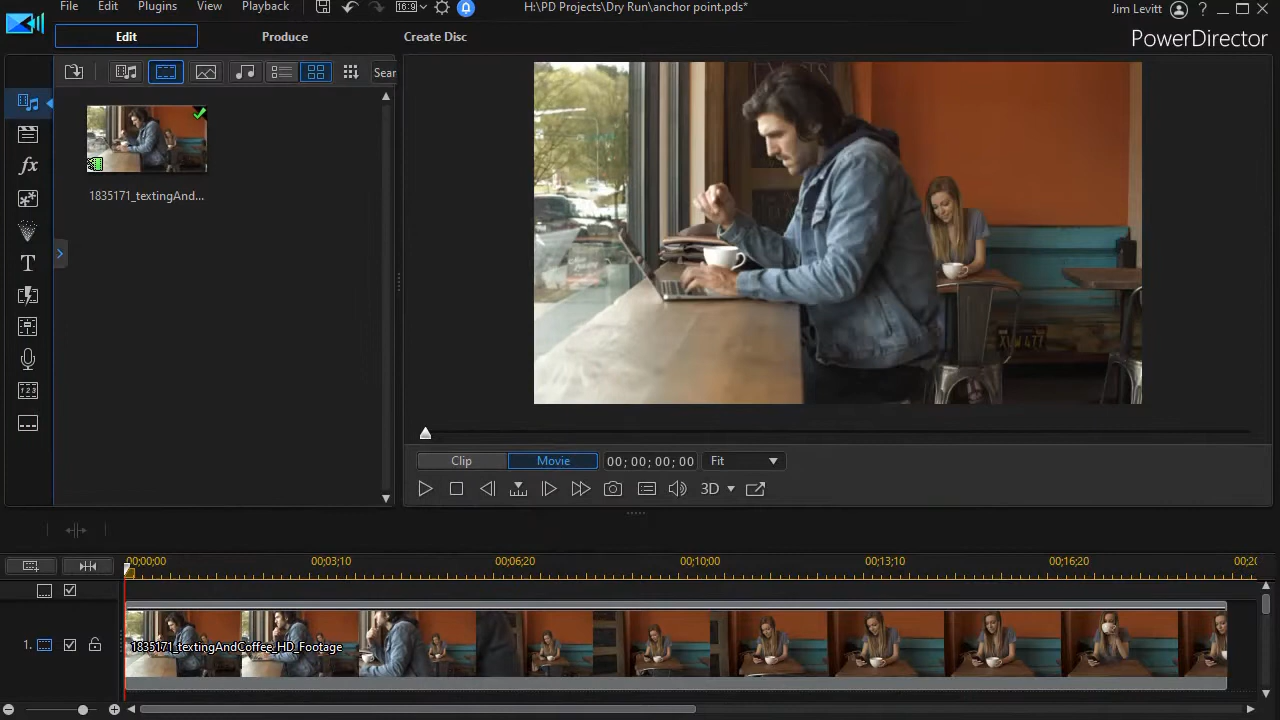 File Edit Plugins View Playback 16:9 H:\PD Projects\Dry Run\anchor point.pds* Jim Levitt ?
Edit Produce Create Disc PowerDirector
Sear
1835171_textingAnd...
fx
T
Clip Movie 00; 00; 00; 00 Fit
3D
00;00;00 00;03;10 00;06;20 00;10;00 00;13;10 00;16;20 00;20
1.
1835171_textingAndCoffee_HD_Footage